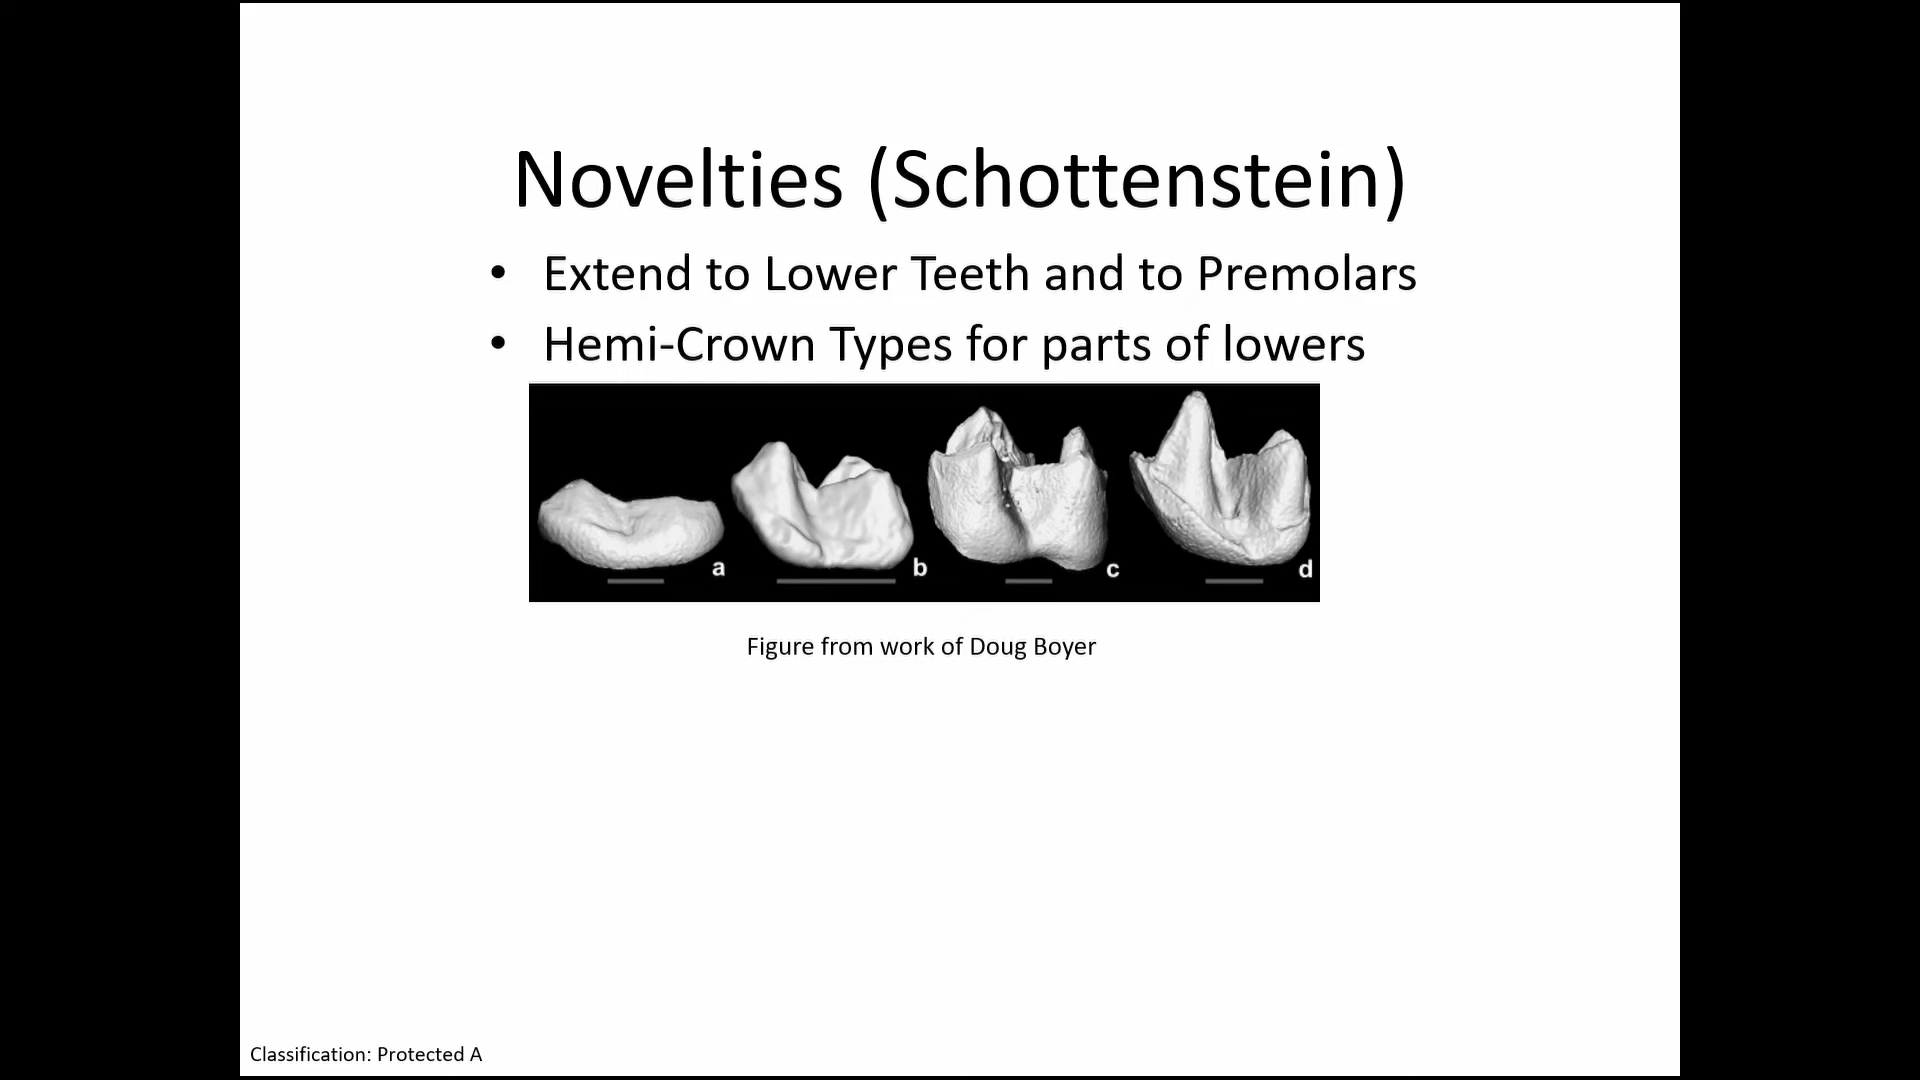 Novelties (Schottenstein)
• Extend to Lower Teeth and to Premolars
• Hemi-Crown Types for parts of lowers
a b c d
Figure from work of Doug Boyer
Classification: Protected A